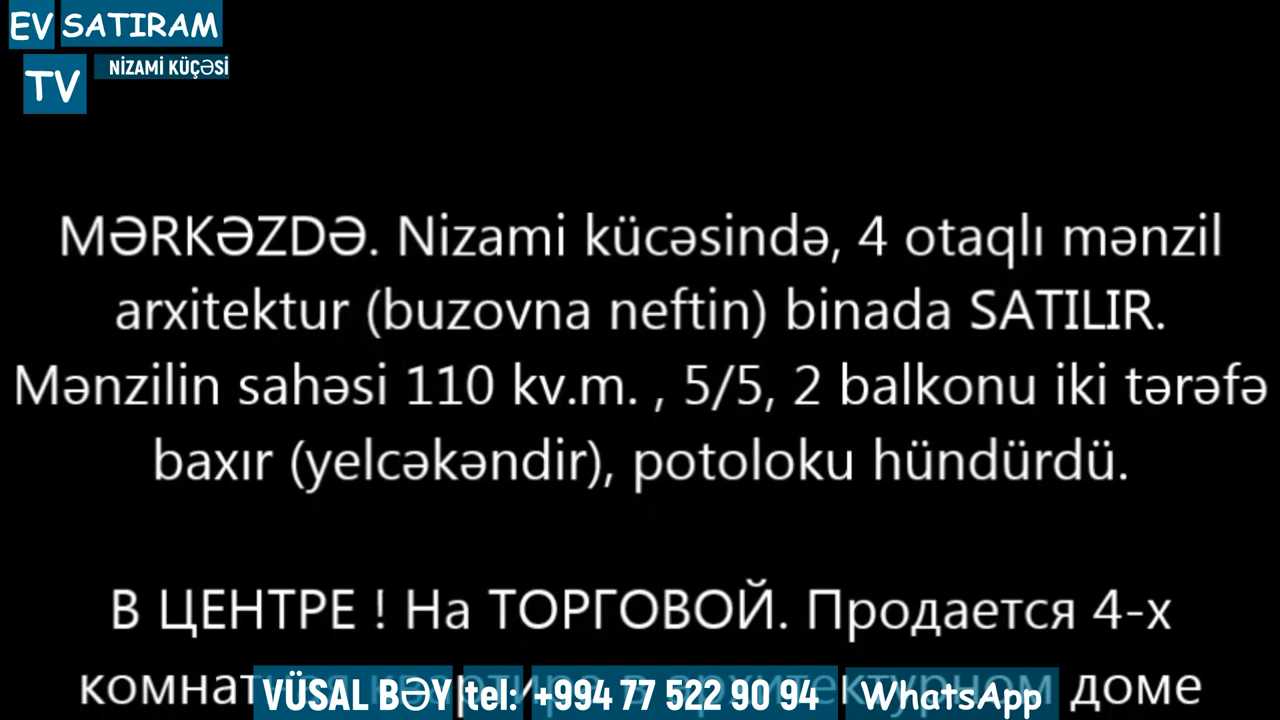 EV SATIRAM
TV NİZAMİ KÜÇƏSİ
MƏRKƏZDƏ. Nizami kücəsində, 4 otaqlı mənzil
arxitektur (buzovna neftin) binada SATILIR.
Mənzilin sahəsi 110 kv.m. , 5/5, 2 balkonu iki tərəfə
baxır (yelcəkəndir), potoloku hündürdü.
В ЦЕНТРЕ ! На ТОРГОВОЙ. Продается 4-х
доме
VÜSAL BƏY tel: +994 77 522 90 94 WhatsApp